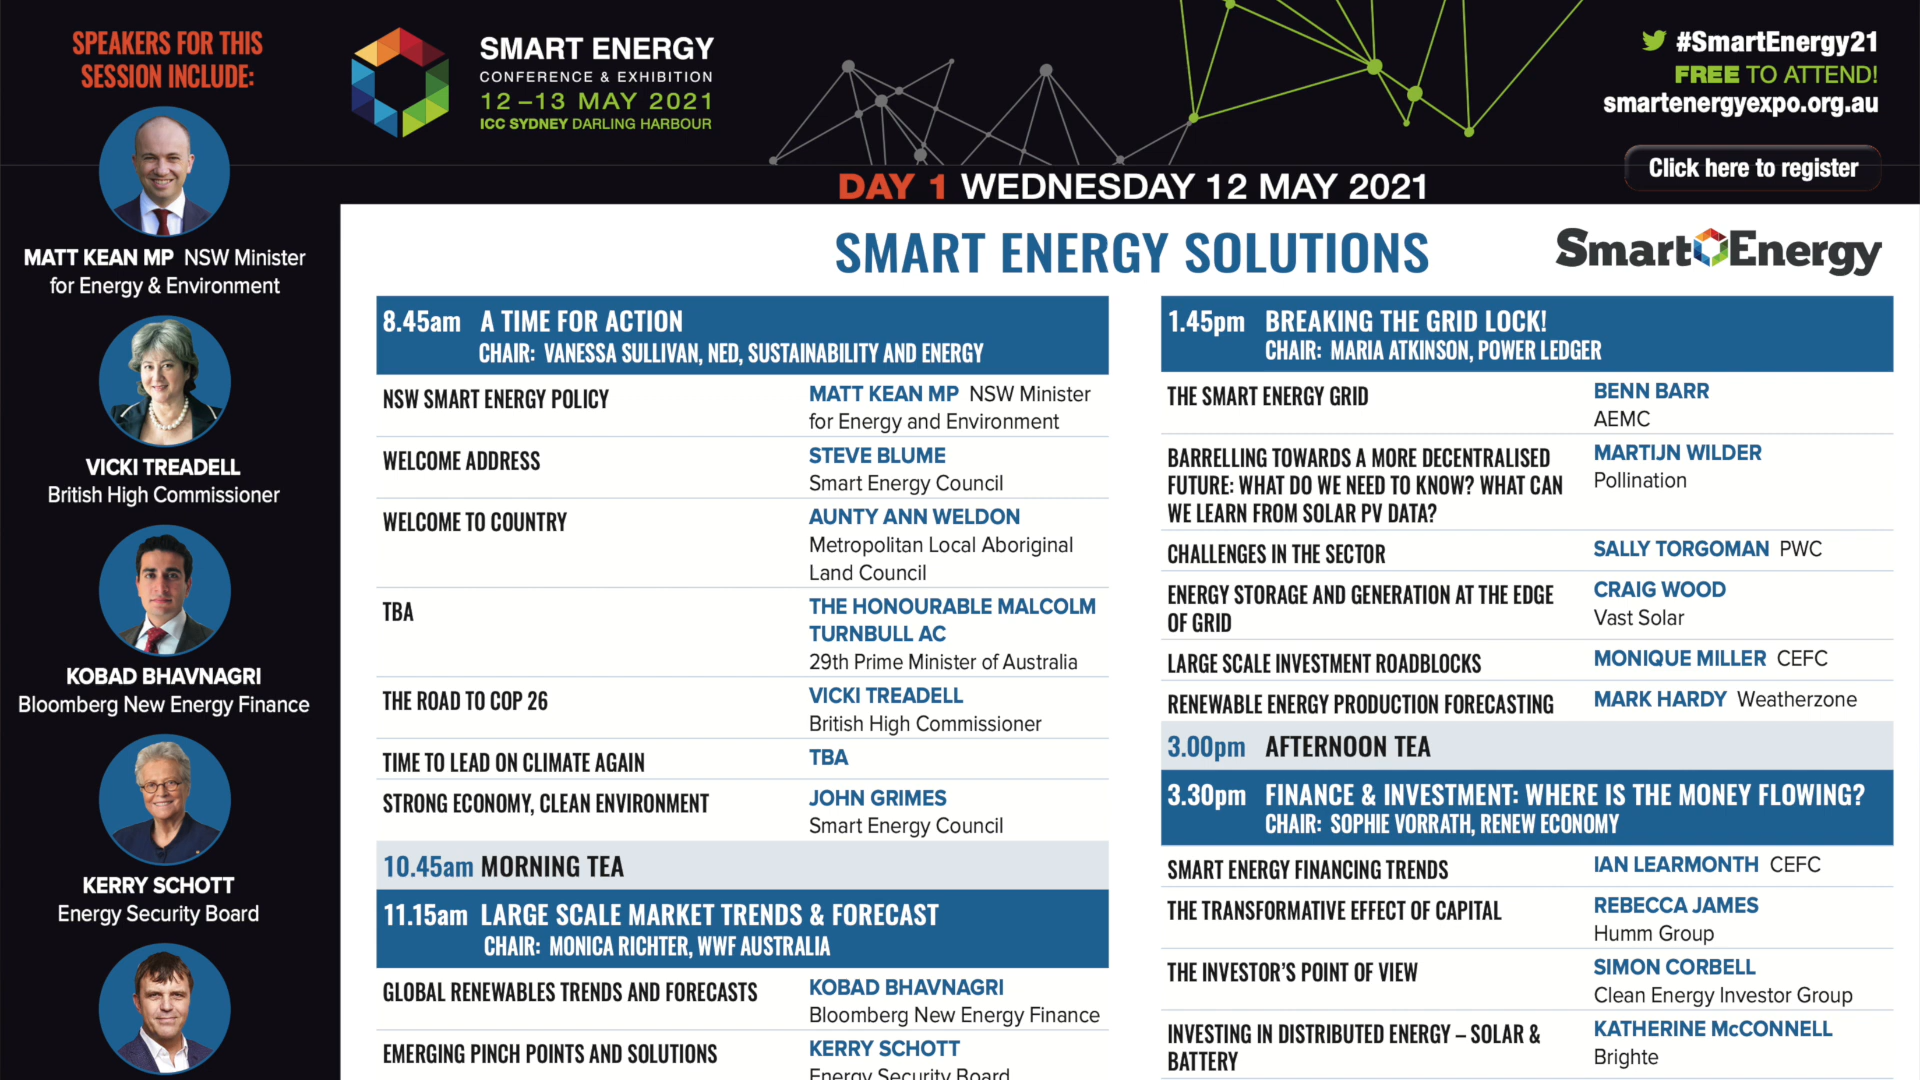 SPEAKERS FOR THIS
SESSION INCLUDE:
MATT KEAN MP NSW Minister
for Energy & Environment
VICKI TREADELL
British High Commissioner
KOBAD BHAVNAGRI
Bloomberg New Energy Finance
KERRY SCHOTT
Energy Security Board
SMART ENERGY
CONFERENCE & EXHIBITION
12–13 MAY 2021
ICC SYDNEY DARLING HARBOUR
#SmartEnergy21
FREE TO ATTEND!
smartenergyexpo.org.au
Click here to register
DAY 1 WEDNESDAY 12 MAY 2021
SMART ENERGY SOLUTIONS
SmartEnergy
8.45am A TIME FOR ACTION
CHAIR: VANESSA SULLIVAN, NED, SUSTAINABILITY AND ENERGY
NSW SMART ENERGY POLICY
MATT KEAN MP NSW Minister
for Energy and Environment
WELCOME ADDRESS
STEVE BLUME
Smart Energy Council
WELCOME TO COUNTRY
AUNTY ANN WELDON
Metropolitan Local Aboriginal
Land Council
TBA
THE HONOURABLE MALCOLM
TURNBULL AC
29th Prime Minister of Australia
THE ROAD TO COP 26
VICKI TREADELL
British High Commissioner
TIME TO LEAD ON CLIMATE AGAIN
TBA
STRONG ECONOMY, CLEAN ENVIRONMENT
JOHN GRIMES
Smart Energy Council
10.45am MORNING TEA
11.15am LARGE SCALE MARKET TRENDS & FORECAST
CHAIR: MONICA RICHTER, WWF AUSTRALIA
GLOBAL RENEWABLES TRENDS AND FORECASTS
KOBAD BHAVNAGRI
Bloomberg New Energy Finance
EMERGING PINCH POINTS AND SOLUTIONS
KERRY SCHOTT
Energy Security Board
1.45pm BREAKING THE GRID LOCK!
CHAIR: MARIA ATKINSON, POWER LEDGER
THE SMART ENERGY GRID
BENN BARR
AEMC
BARRELLING TOWARDS A MORE DECENTRALISED
FUTURE: WHAT DO WE NEED TO KNOW? WHAT CAN
WE LEARN FROM SOLAR PV DATA?
MARTIJN WILDER
Pollination
CHALLENGES IN THE SECTOR
SALLY TORGOMAN PWC
ENERGY STORAGE AND GENERATION AT THE EDGE
OF GRID
CRAIG WOOD
Vast Solar
LARGE SCALE INVESTMENT ROADBLOCKS
MONIQUE MILLER CEFC
RENEWABLE ENERGY PRODUCTION FORECASTING
MARK HARDY Weatherzone
3.00pm AFTERNOON TEA
3.30pm FINANCE & INVESTMENT: WHERE IS THE MONEY FLOWING?
CHAIR: SOPHIE VORRATH, RENEW ECONOMY
SMART ENERGY FINANCING TRENDS
IAN LEARMONTH CEFC
THE TRANSFORMATIVE EFFECT OF CAPITAL
REBECCA JAMES
Humm Group
THE INVESTOR'S POINT OF VIEW
SIMON CORBELL
Clean Energy Investor Group
INVESTING IN DISTRIBUTED ENERGY – SOLAR &
BATTERY
KATHERINE McCONNELL
Brighte